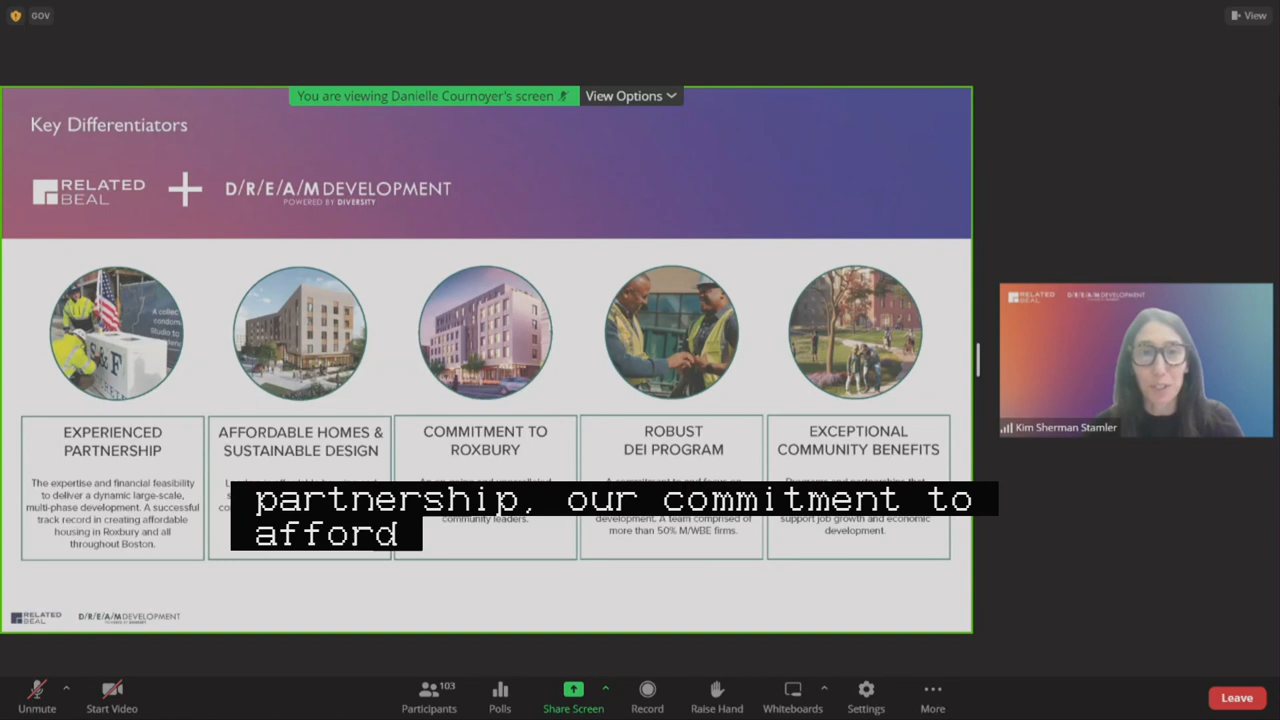 GOV
View
You are viewing Danielle Cournoyer's screen
View Options
Key Differentiators
RELATED BEAL
D/R/E/A/M DEVELOPMENT
POWERED BY DIVERSITY
EXPERIENCED
PARTNERSHIP
The expertise and financial feasibility
to deliver a dynamic large-scale,
multi-phase development. A successful
track record in creating affordable
housing in Roxbury and all
throughout Boston.
AFFORDABLE HOMES &
SUSTAINABLE DESIGN
COMMITMENT TO
ROXBURY
community leaders.
ROBUST
DEI PROGRAM
development. A team comprised of
more than 50% M/WBE firms.
EXCEPTIONAL
COMMUNITY BENEFITS
support job growth and economic
development.
partnership, our commitment to
afford
RELATED BEAL
D/R/E/A/M DEVELOPMENT
RELATED BEAL
D/R/E/A/M DEVELOPMENT
Kim Sherman Stamler
Unmute
Start Video
Participants
103
Polls
Share Screen
Record
Raise Hand
Whiteboards
Settings
More
Leave